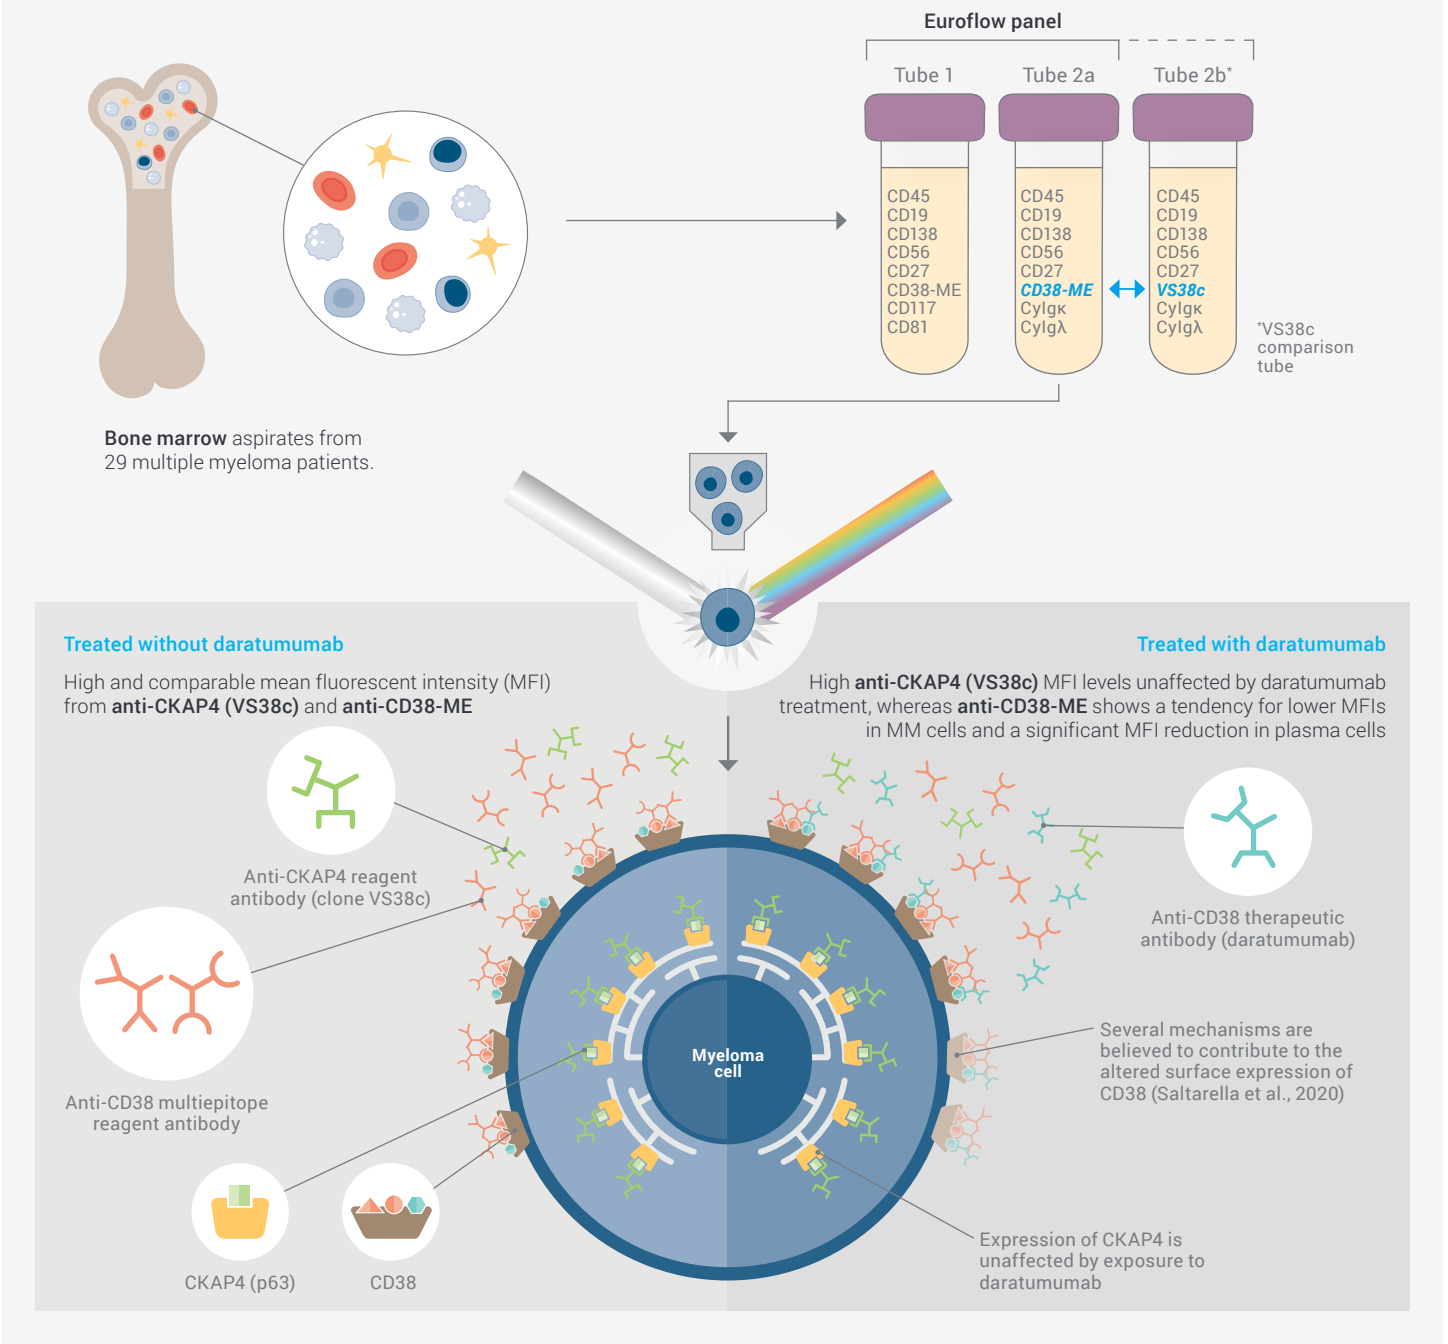 Euroflow panel
Tube 1
Tube 2a
Tube 2b*
CD45
CD19
CD138
CD56
CD27
CD38-ME
CD117
CD81
CD45
CD19
CD138
CD56
CD27
CD38-ME
CyIgκ
CyIgλ
CD45
CD19
CD138
CD56
CD27
VS38c
CyIgκ
CyIgλ
*VS38c
comparison
tube
Bone marrow aspirates from
29 multiple myeloma patients.
Treated without daratumumab
High and comparable mean fluorescent intensity (MFI)
from anti-CKAP4 (VS38c) and anti-CD38-ME
Treated with daratumumab
High anti-CKAP4 (VS38c) MFI levels unaffected by daratumumab
treatment, whereas anti-CD38-ME shows a tendency for lower MFIs
in MM cells and a significant MFI reduction in plasma cells
Anti-CKAP4 reagent
antibody (clone VS38c)
Anti-CD38 multiepitope
reagent antibody
CKAP4 (p63)
CD38
Myeloma
cell
Anti-CD38 therapeutic
antibody (daratumumab)
Several mechanisms are
believed to contribute to the
altered surface expression of
CD38 (Saltarella et al., 2020)
Expression of CKAP4 is
unaffected by exposure to
daratumumab